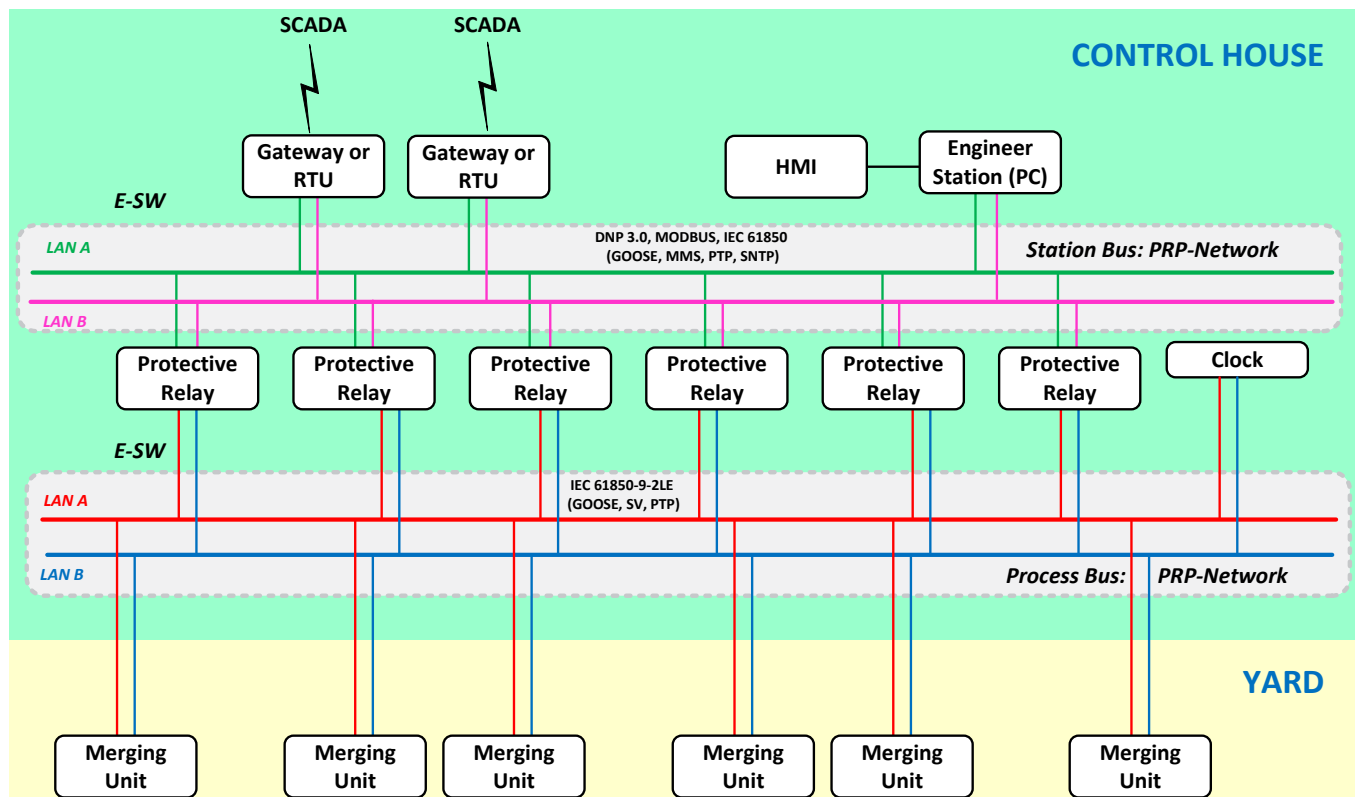 SCADA
SCADA
CONTROL HOUSE
Gateway or
RTU
Gateway or
RTU
HMI
Engineer
Station (PC)
E-SW
LAN A
DNP 3.0, MODBUS, IEC 61850
(GOOSE, MMS, PTP, SNTP)
Station Bus: PRP-Network
LAN B
Protective
Relay
Protective
Relay
Protective
Relay
Protective
Relay
Protective
Relay
Protective
Relay
Clock
E-SW
LAN A
IEC 61850-9-2LE
(GOOSE, SV, PTP)
LAN B
Process Bus: PRP-Network
YARD
Merging
Unit
Merging
Unit
Merging
Unit
Merging
Unit
Merging
Unit
Merging
Unit